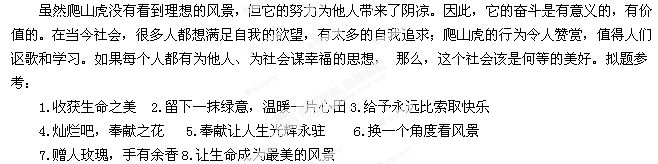 虽然爬山虎没有看到理想的风景，但它的努力为他人带来了阴凉。因此，它的奋斗是有意义的，有价
值的。在当今社会，很多人都想满足自我的欲望，有太多的自我追求；爬山虎的行为令人赞赏，值得人们
讴歌和学习。如果每个人都有为他人、为社会谋幸福的思想， 那么，这个社会该是何等的美好。拟题参
考：
1.收获生命之美 2.留下一抹绿意，温暖一片心田 3.给予永远比索取快乐
4.灿烂吧，奉献之花 5.奉献让人生光辉永驻 6.换一个角度看风景
7.赠人玫瑰，手有余香 8.让生命成为最美的风景